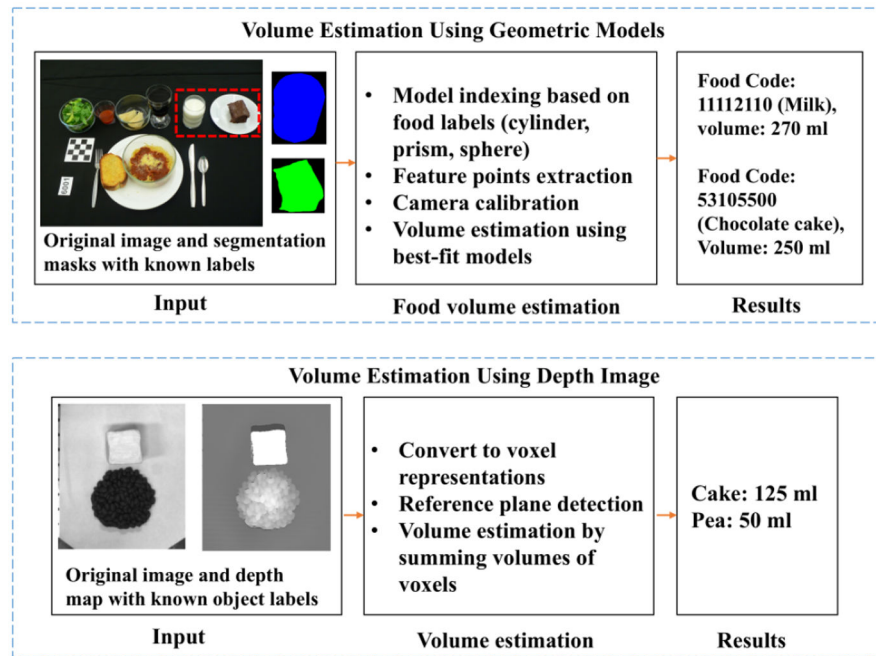 Volume Estimation Using Geometric Models
Original image and segmentation
masks with known labels
Input
• Model indexing based on
food labels (cylinder,
prism, sphere)
• Feature points extraction
• Camera calibration
• Volume estimation using
best-fit models
Food volume estimation
Food Code:
11112110 (Milk),
volume: 270 ml
Food Code:
53105500
(Chocolate cake),
Volume: 250 ml
Results
Volume Estimation Using Depth Image
Original image and depth
map with known object labels
Input
• Convert to voxel
representations
• Reference plane detection
• Volume estimation by
summing volumes of
voxels
Volume estimation
Cake: 125 ml
Pea: 50 ml
Results